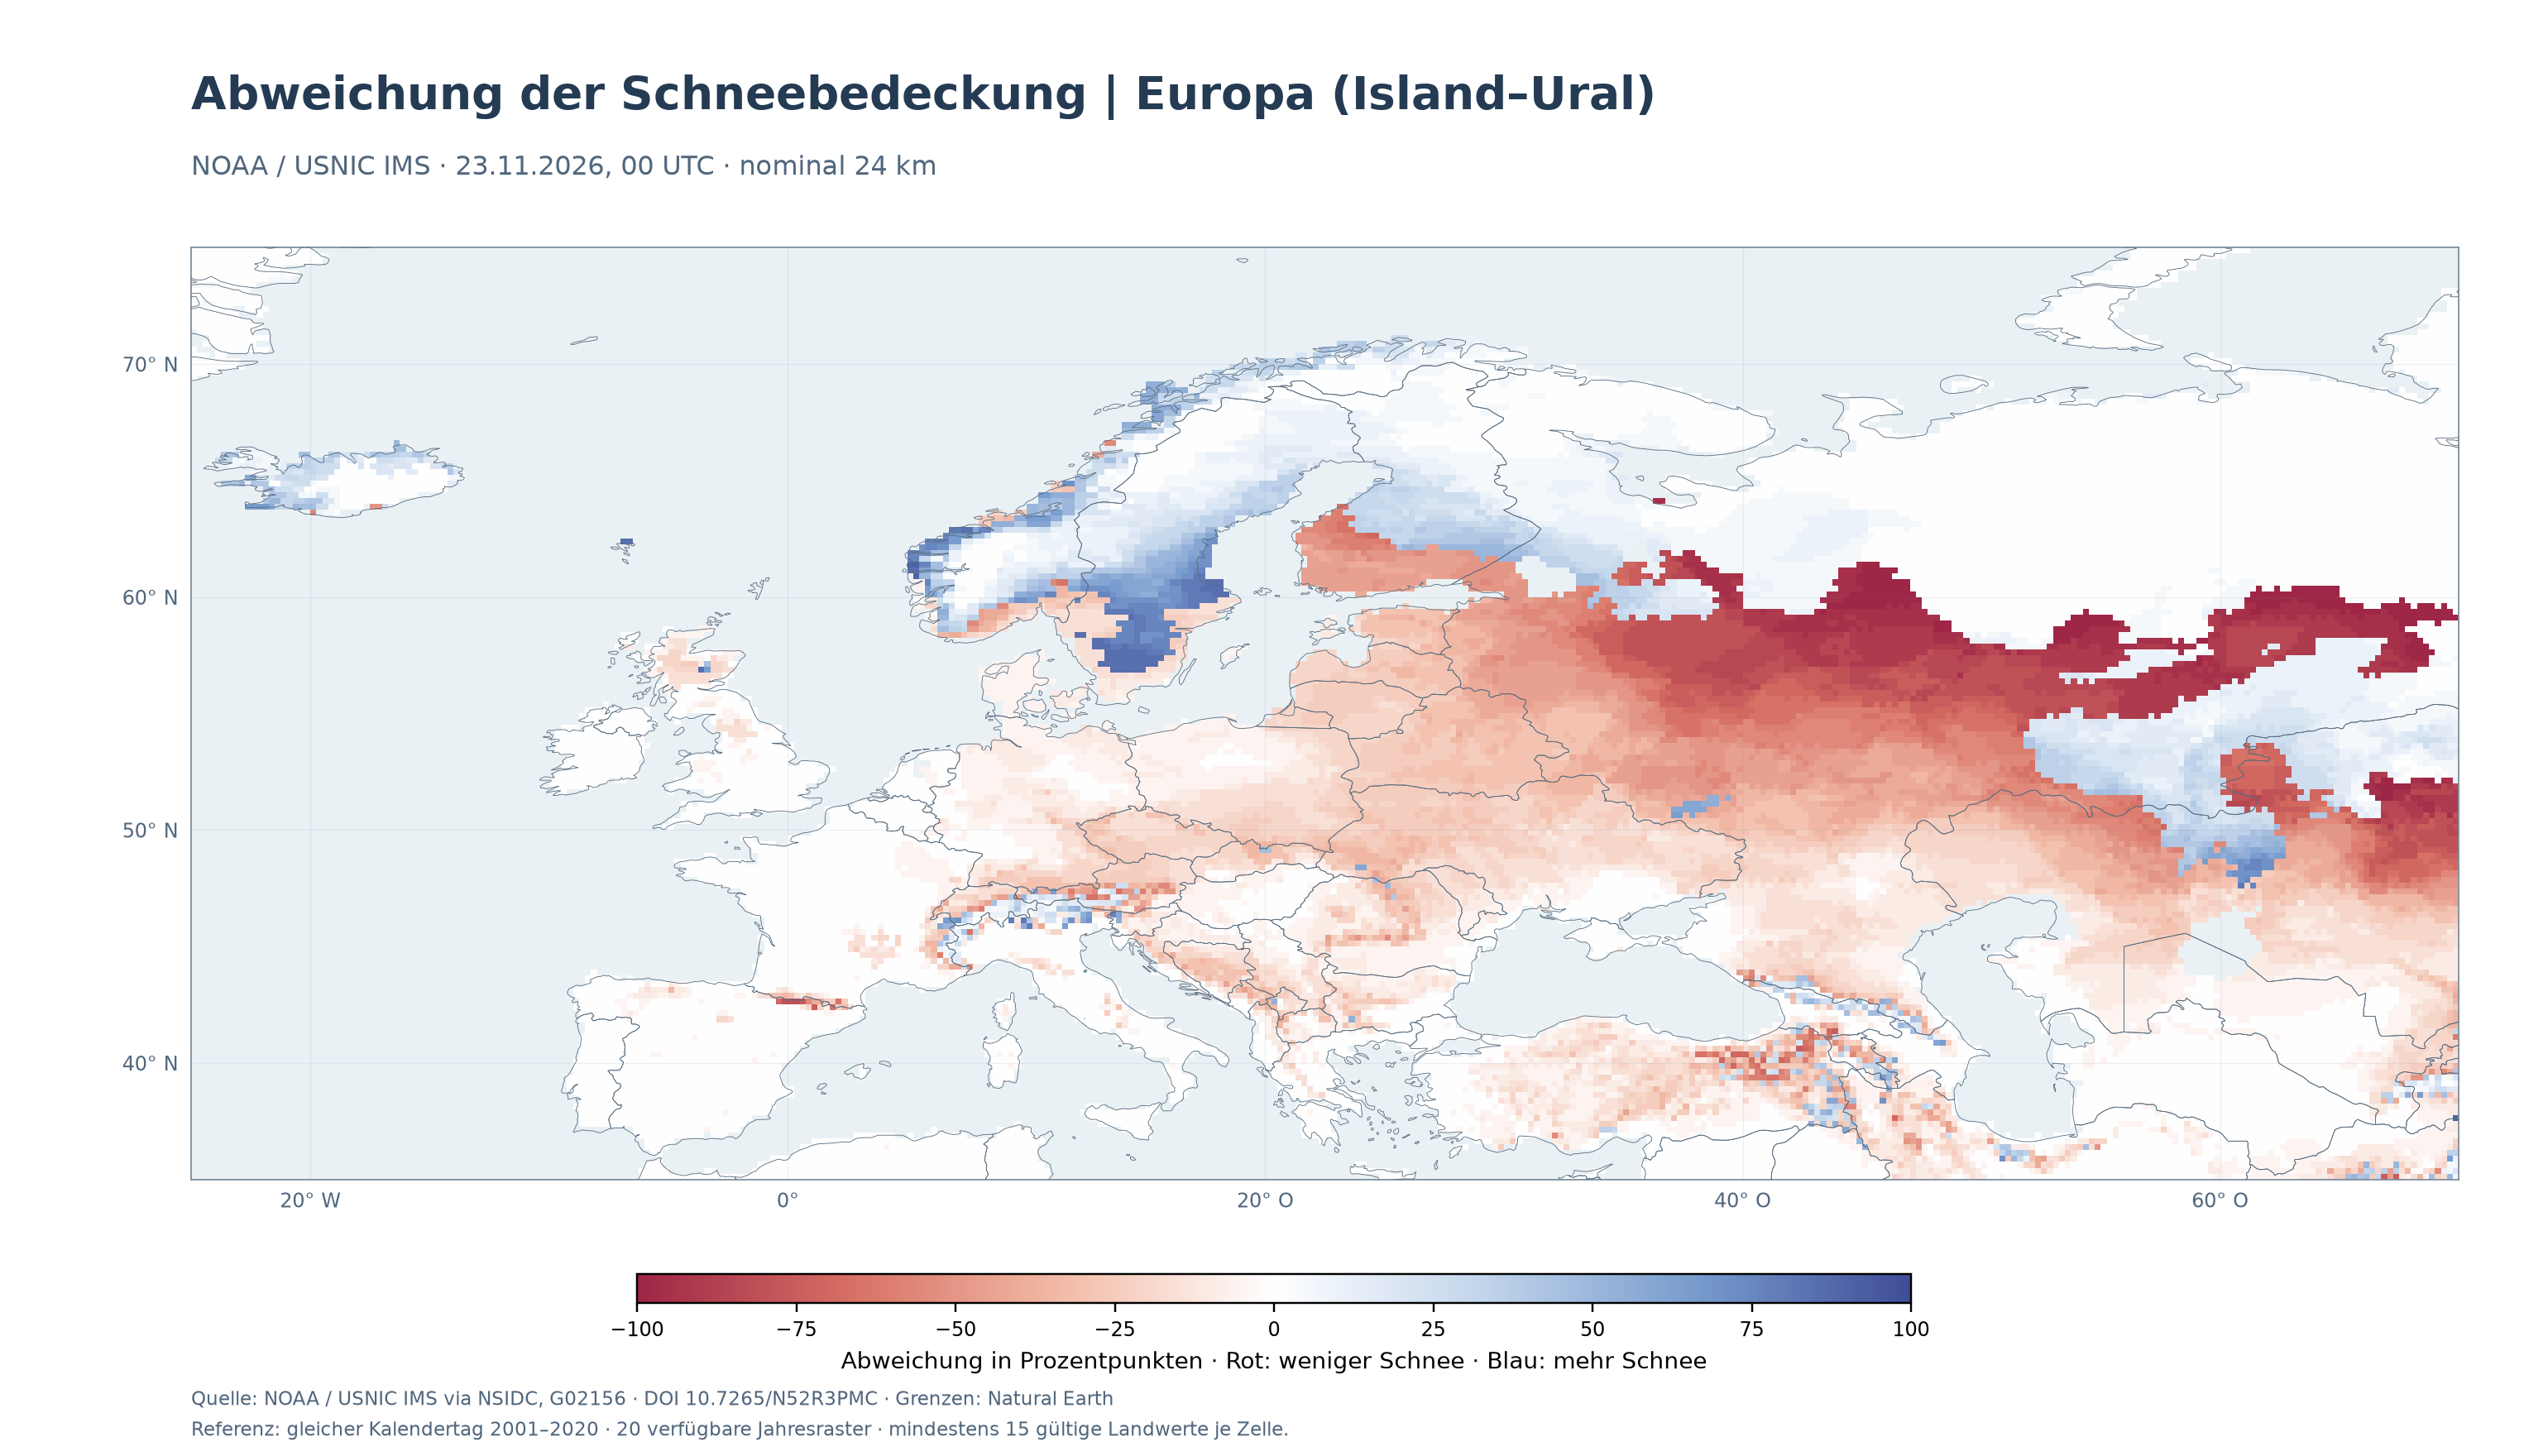 Abweichung der Schneebedeckung | Europa (Island–Ural)
NOAA / USNIC IMS · 23.11.2026, 00 UTC · nominal 24 km
70° N
60° N
50° N
40° N
20° W
0°
20° O
40° O
60° O
−100
−75
−50
−25
0
25
50
75
100
Abweichung in Prozentpunkten · Rot: weniger Schnee · Blau: mehr Schnee
Quelle: NOAA / USNIC IMS via NSIDC, G02156 · DOI 10.7265/N52R3PMC · Grenzen: Natural Earth
Referenz: gleicher Kalendertag 2001–2020 · 20 verfügbare Jahresraster · mindestens 15 gültige Landwerte je Zelle.